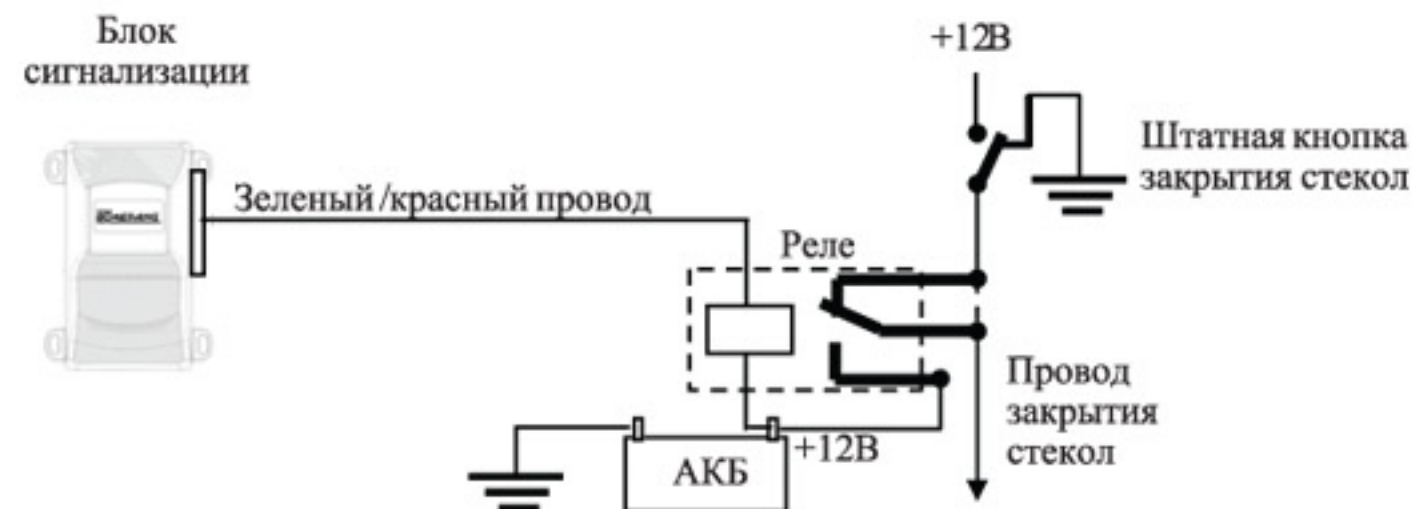 Блок
сигнализации
+12В
Штатная кнопка
закрытия стекол
Зеленый /красный провод
Реле
Провод
закрытия
стекол
+12В
АКБ